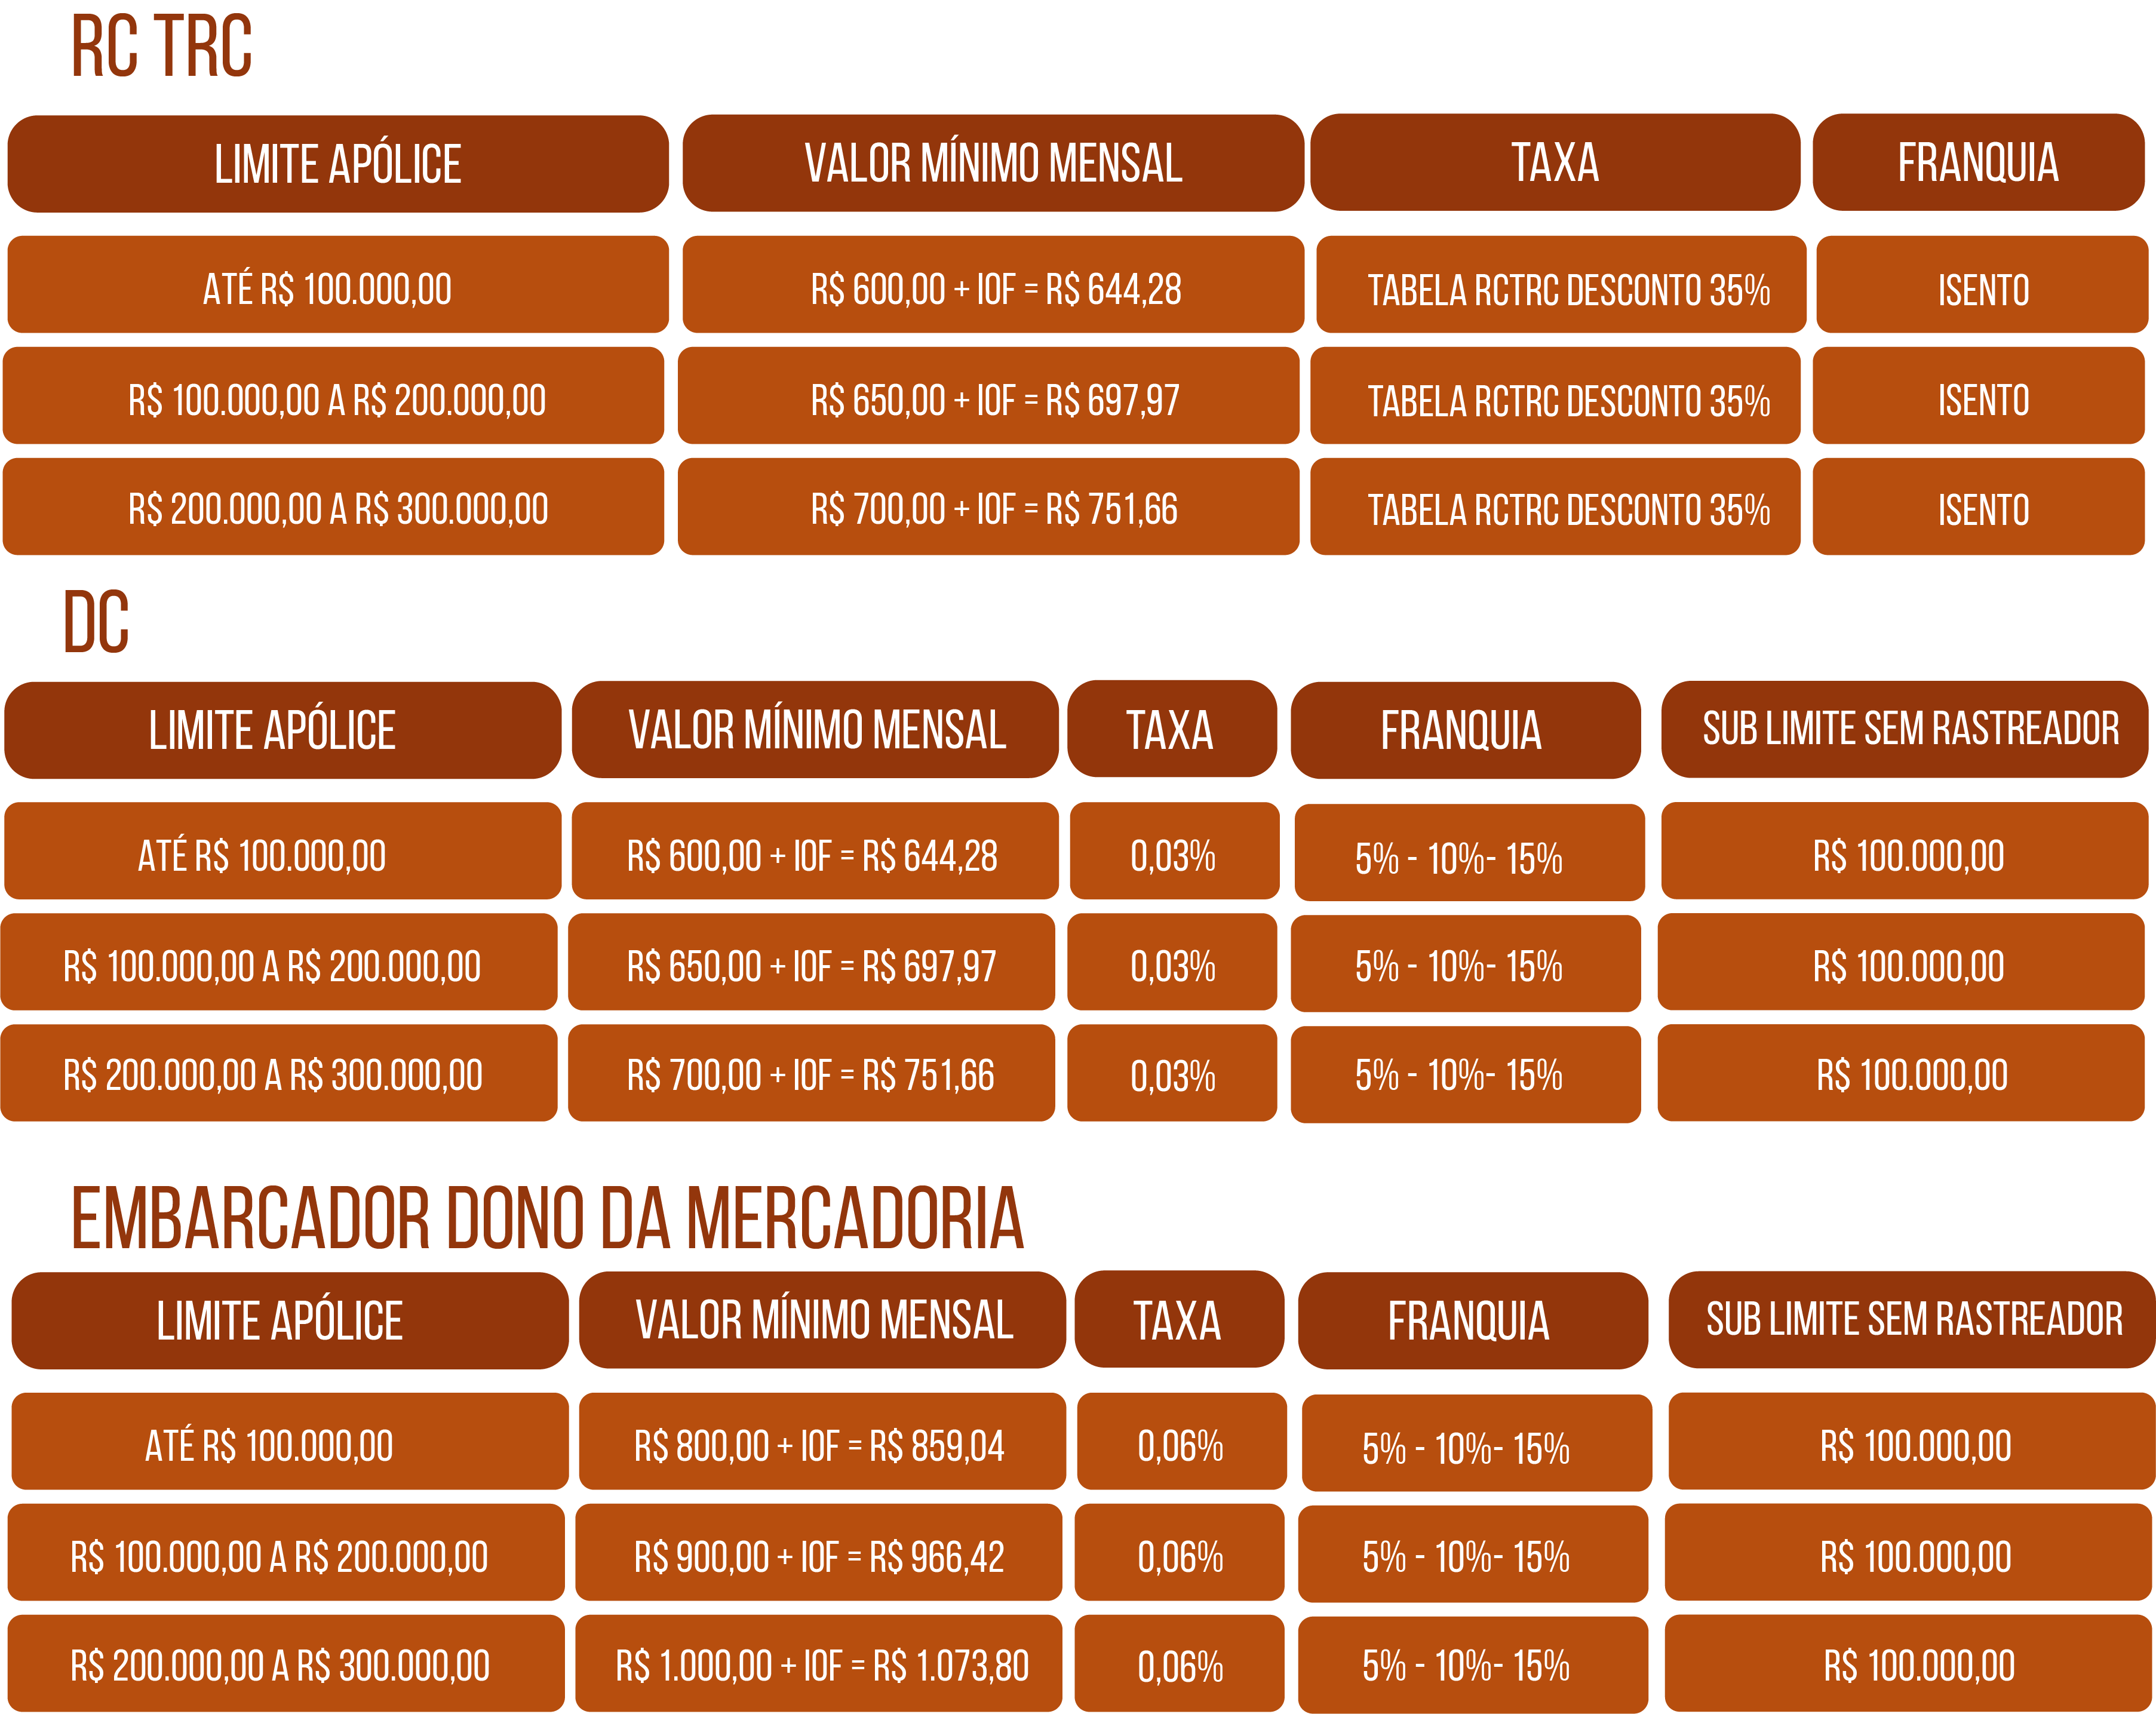 RC TRC
LIMITE APÓLICE VALOR MÍNIMO MENSAL TAXA FRANQUIA
ATÉ R$ 100.000,00 R$ 600,00 + IOF = R$ 644,28 TABELA RCTRC DESCONTO 35% ISENTO
R$ 100.000,00 A R$ 200.000,00 R$ 650,00 + IOF = R$ 697,97 TABELA RCTRC DESCONTO 35% ISENTO
R$ 200.000,00 A R$ 300.000,00 R$ 700,00 + IOF = R$ 751,66 TABELA RCTRC DESCONTO 35% ISENTO
DC
LIMITE APÓLICE VALOR MÍNIMO MENSAL TAXA FRANQUIA SUB LIMITE SEM RASTREADOR
ATÉ R$ 100.000,00 R$ 600,00 + IOF = R$ 644,28 0,03% 5% - 10%- 15% R$ 100.000,00
R$ 100.000,00 A R$ 200.000,00 R$ 650,00 + IOF = R$ 697,97 0,03% 5% - 10%- 15% R$ 100.000,00
R$ 200.000,00 A R$ 300.000,00 R$ 700,00 + IOF = R$ 751,66 0,03% 5% - 10%- 15% R$ 100.000,00
EMBARCADOR DONO DA MERCADORIA
LIMITE APÓLICE VALOR MÍNIMO MENSAL TAXA FRANQUIA SUB LIMITE SEM RASTREADOR
ATÉ R$ 100.000,00 R$ 800,00 + IOF = R$ 859,04 0,06% 5% - 10%- 15% R$ 100.000,00
R$ 100.000,00 A R$ 200.000,00 R$ 900,00 + IOF = R$ 966,42 0,06% 5% - 10%- 15% R$ 100.000,00
R$ 200.000,00 A R$ 300.000,00 R$ 1.000,00 + IOF = R$ 1.073,80 0,06% 5% - 10%- 15% R$ 100.000,00